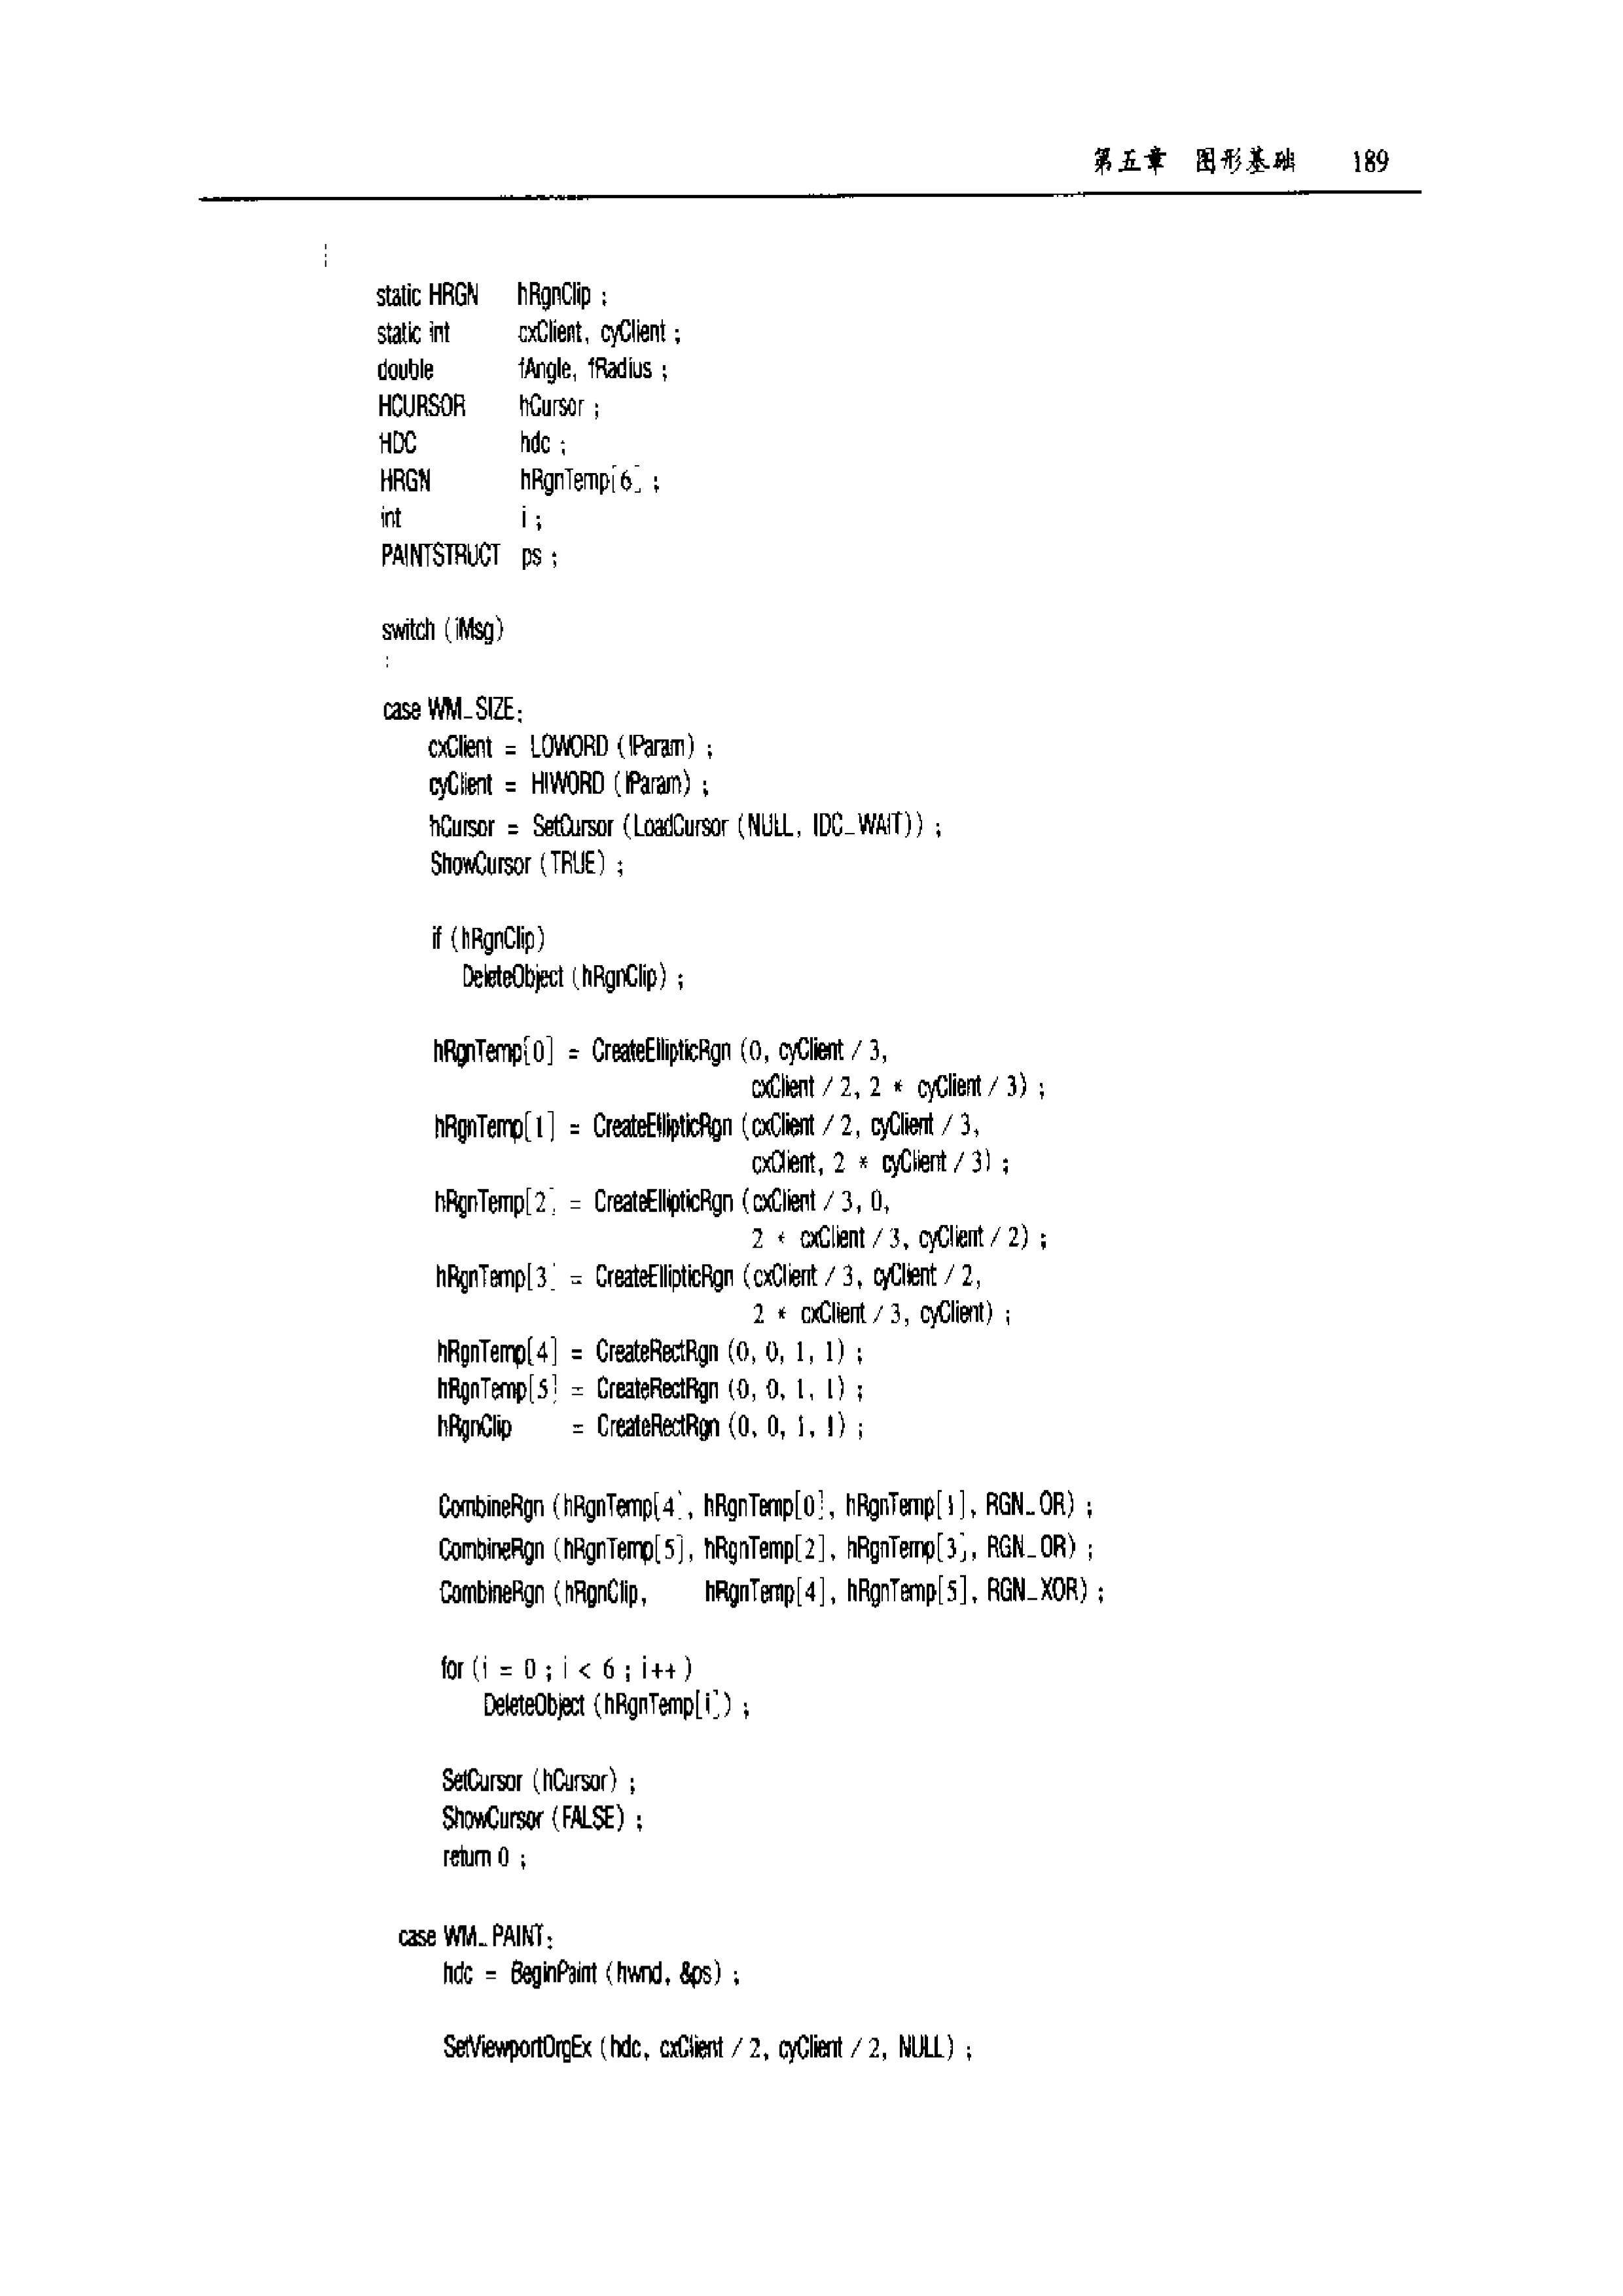 第五章 图形基础 189
static HRGN hRgnClip ;
static int cxClient, cyClient ;
double fAngle, fRadius ;
HCURSOR hCursor ;
HDC hdc ;
HRGN hRgnTemp[6] ;
int i ;
PAINTSTRUCT ps ;
switch (iMsg)
case WM_SIZE:
cxClient = LOWORD (lParam) ;
cyClient = HIWORD (lParam) ;
hCursor = SetCursor (LoadCursor (NULL, IDC_WAIT)) ;
ShowCursor (TRUE) ;
if (hRgnClip)
DeleteObject (hRgnClip) ;
hRgnTemp[0] = CreateEllipticRgn (0, cyClient / 3,
cxClient / 2, 2 * cyClient / 3) ;
hRgnTemp[1] = CreateEllipticRgn (cxClient / 2, cyClient / 3,
cxClient, 2 * cyClient / 3) ;
hRgnTemp[2] = CreateEllipticRgn (cxClient / 3, 0,
2 * cxClient / 3, cyClient / 2) ;
hRgnTemp[3] = CreateEllipticRgn (cxClient / 3, cyClient / 2,
2 * cxClient / 3, cyClient) ;
hRgnTemp[4] = CreateRectRgn (0, 0, 1, 1) ;
hRgnTemp[5] = CreateRectRgn (0, 0, 1, 1) ;
hRgnClip = CreateRectRgn (0, 0, 1, 1) ;
CombineRgn (hRgnTemp[4], hRgnTemp[0], hRgnTemp[1], RGN_OR) ;
CombineRgn (hRgnTemp[5], hRgnTemp[2], hRgnTemp[3], RGN_OR) ;
CombineRgn (hRgnClip, hRgnTemp[4], hRgnTemp[5], RGN_XOR) ;
for (i = 0 ; i < 6 ; i++ )
DeleteObject (hRgnTemp[i]) ;
SetCursor (hCursor) ;
ShowCursor (FALSE) ;
return 0 ;
case WM_PAINT:
hdc = BeginPaint (hwnd, &ps) ;
SetViewportOrgEx (hdc, cxClient / 2, cyClient / 2, NULL) ;